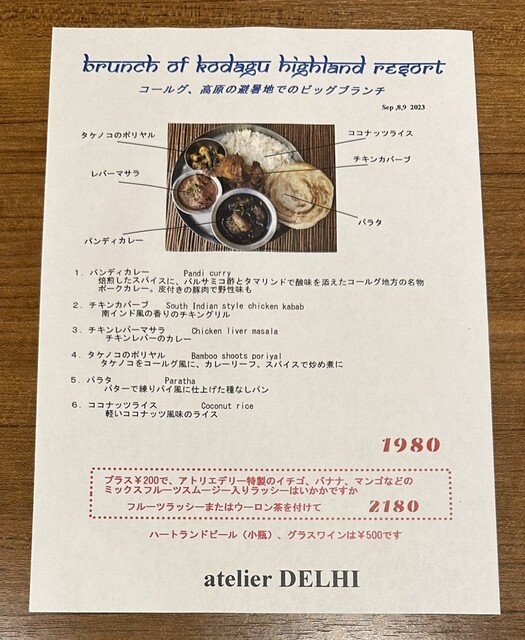 brunch of kodagu highland resort
コールグ、高原の避暑地でのビッグブランチ
Sep ,8,9 2023
タケノコのポリヤル
ココナッツライス
チキンカバーブ
レバーマサラ
パラタ
パンディカレー
1．パンディカレー Pandi curry
焙煎したスパイスに、バルサミコ酢とタマリンドで酸味を添えたコールグ地方の名物
ポークカレー。皮付きの豚肉で野性味も
2．チキンカバーブ South Indian style chicken kabab
南インド風の香りのチキングリル
3．チキンレバーマサラ Chicken liver masala
チキンレバーのカレー
4．タケノコのポリヤル Bamboo shoots poriyal
タケノコをコールグ風に、カレーリーフ、スパイスで炒め煮に
5．パラタ Paratha
バターで練りパイ風に仕上げた種なしパン
6．ココナッツライス Coconut rice
軽いココナッツ風味のライス
1980
プラス￥200で、アトリエデリー特製のイチゴ、バナナ、マンゴなどの
ミックスフルーツスムージー入りラッシーはいかかですか
フルーツラッシーまたはウーロン茶を付けて 2180
ハートランドビール（小瓶）、グラスワインは￥500です
atelier DELHI